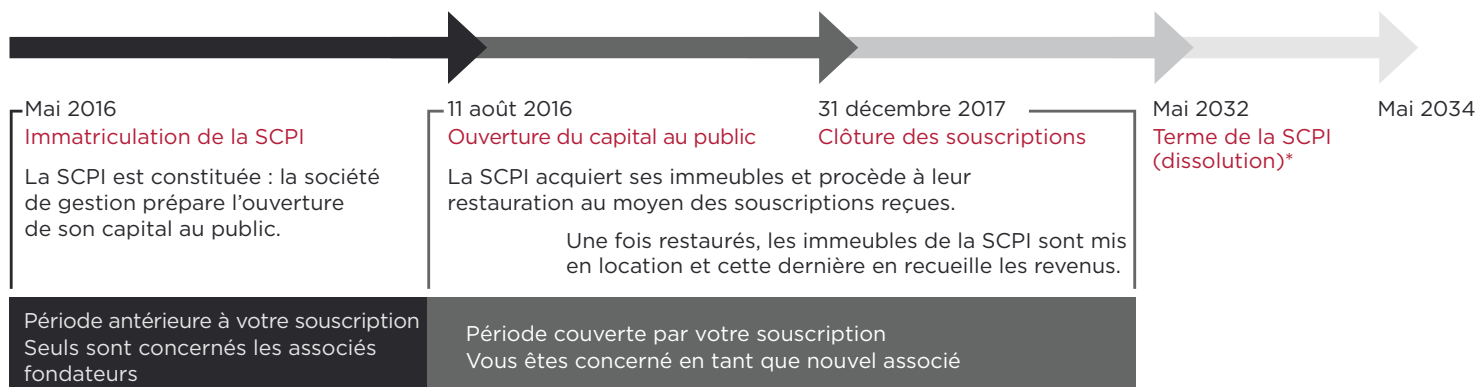 Mai 2016
Immatriculation de la SCPI
La SCPI est constituée : la société
de gestion prépare l'ouverture
de son capital au public.
11 août 2016
Ouverture du capital au public
31 décembre 2017
Clôture des souscriptions
La SCPI acquiert ses immeubles et procède à leur
restauration au moyen des souscriptions reçues.
Une fois restaurés, les immeubles de la SCPI sont mis
en location et cette dernière en recueille les revenus.
Mai 2032
Terme de la SCPI
(dissolution)*
Mai 2034
Période antérieure à votre souscription
Seuls sont concernés les associés
fondateurs
Période couverte par votre souscription
Vous êtes concerné en tant que nouvel associé